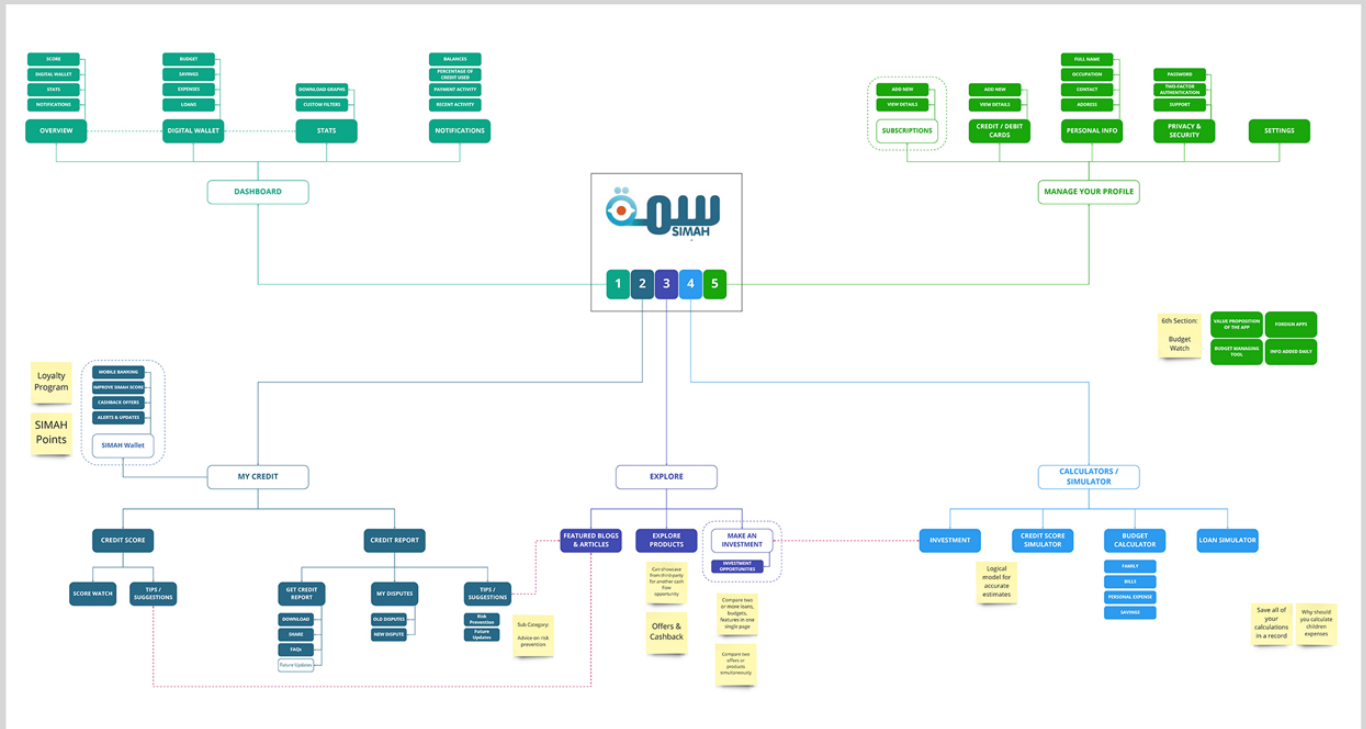 SCORE
DIGITAL WALLET
STATS
NOTIFICATIONS
OVERVIEW
BUDGET
SAVINGS
EXPENSES
LOANS
DIGITAL WALLET
DOWNLOAD GRAPHS
CUSTOM FILTERS
STATS
BALANCES
PERCENTAGE OF
CREDIT USED
PAYMENT ACTIVITY
RECENT ACTIVITY
NOTIFICATIONS
DASHBOARD
ADD NEW
VIEW DETAILS
SUBSCRIPTIONS
ADD NEW
VIEW DETAILS
CREDIT / DEBIT
CARDS
FULL NAME
OCCUPATION
CONTACT
ADDRESS
PERSONAL INFO
PASSWORD
TWO-FACTOR
AUTHENTICATION
SUPPORT
PRIVACY &
SECURITY
SETTINGS
MANAGE YOUR PROFILE
سمة
SIMAH
1 2 3 4 5
6th Section:
Budget
Watch
VALUE PROPOSITION
OF THE APP
FOREIGN APPS
BUDGET MANAGING
TOOL
INFO ADDED DAILY
Loyalty
Program
SIMAH
Points
MOBILE BANKING
IMPROVE SIMAH SCORE
CASHBACK OFFERS
ALERTS & UPDATES
SIMAH Wallet
MY CREDIT
CREDIT SCORE
SCORE WATCH
TIPS /
SUGGESTIONS
CREDIT REPORT
GET CREDIT
REPORT
DOWNLOAD
SHARE
FAQs
Future Updates
MY DISPUTES
OLD DISPUTES
NEW DISPUTE
TIPS /
SUGGESTIONS
Risk
Prevention
Future
Updates
Sub Category:
Advice on risk
prevention
EXPLORE
FEATURED BLOGS
& ARTICLES
EXPLORE
PRODUCTS
Can showcase
from third-party
for another cash
flow
opportunity
Offers &
Cashback
MAKE AN
INVESTMENT
INVESTMENT
OPPORTUNITIES
Compare two
or more loans,
budgets,
features in one
single page
Compare two
offers or
products
simultaneously
CALCULATORS /
SIMULATOR
INVESTMENT
Logical
model for
accurate
estimates
CREDIT SCORE
SIMULATOR
BUDGET
CALCULATOR
FAMILY
BILLS
PERSONAL EXPENSE
SAVINGS
LOAN SIMULATOR
Save all of
your
calculations
in a record
Why should
you calculate
children
expenses